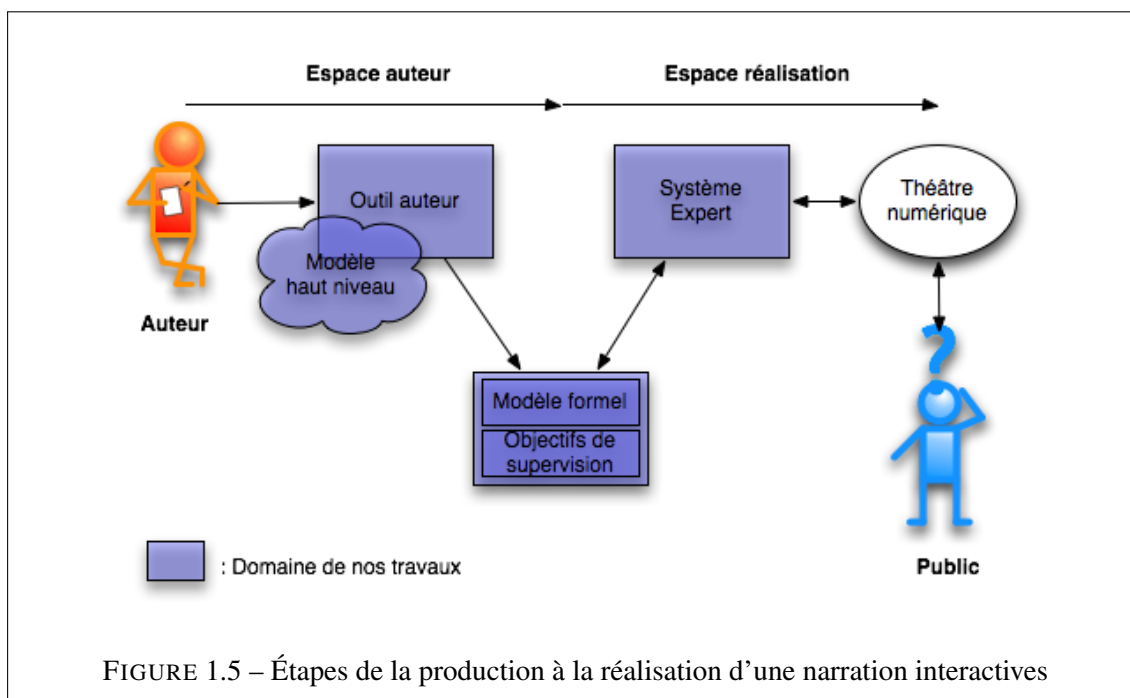 Espace auteur
Espace réalisation
Outil auteur
Modèle
haut niveau
Auteur
Système
Expert
Théâtre
numérique
Modèle formel
Objectifs de
supervision
?
Public
: Domaine de nos travaux
FIGURE 1.5 – Étapes de la production à la réalisation d'une narration interactives